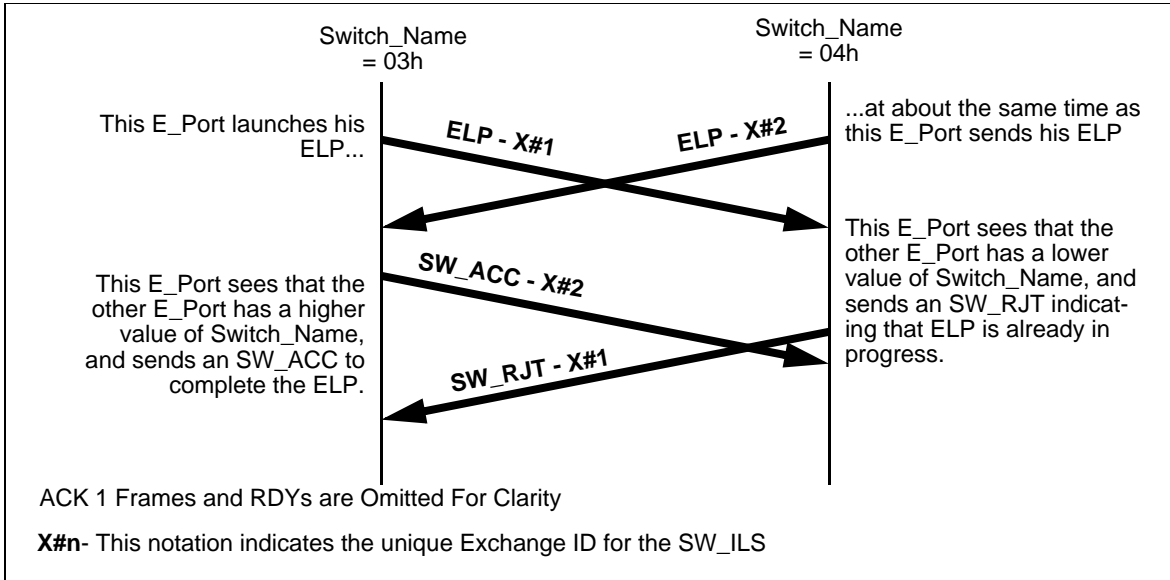 Switch_Name
= 03h
Switch_Name
= 04h
This E_Port launches his
ELP...
ELP - X#1
ELP - X#2
...at about the same time as
this E_Port sends his ELP
This E_Port sees that the
other E_Port has a higher
value of Switch_Name,
and sends an SW_ACC to
complete the ELP.
SW_ACC - X#2
SW_RJT - X#1
This E_Port sees that the
other E_Port has a lower
value of Switch_Name, and
sends an SW_RJT indicat-
ing that ELP is already in
progress.
ACK 1 Frames and RDYs are Omitted For Clarity
X#n- This notation indicates the unique Exchange ID for the SW_ILS